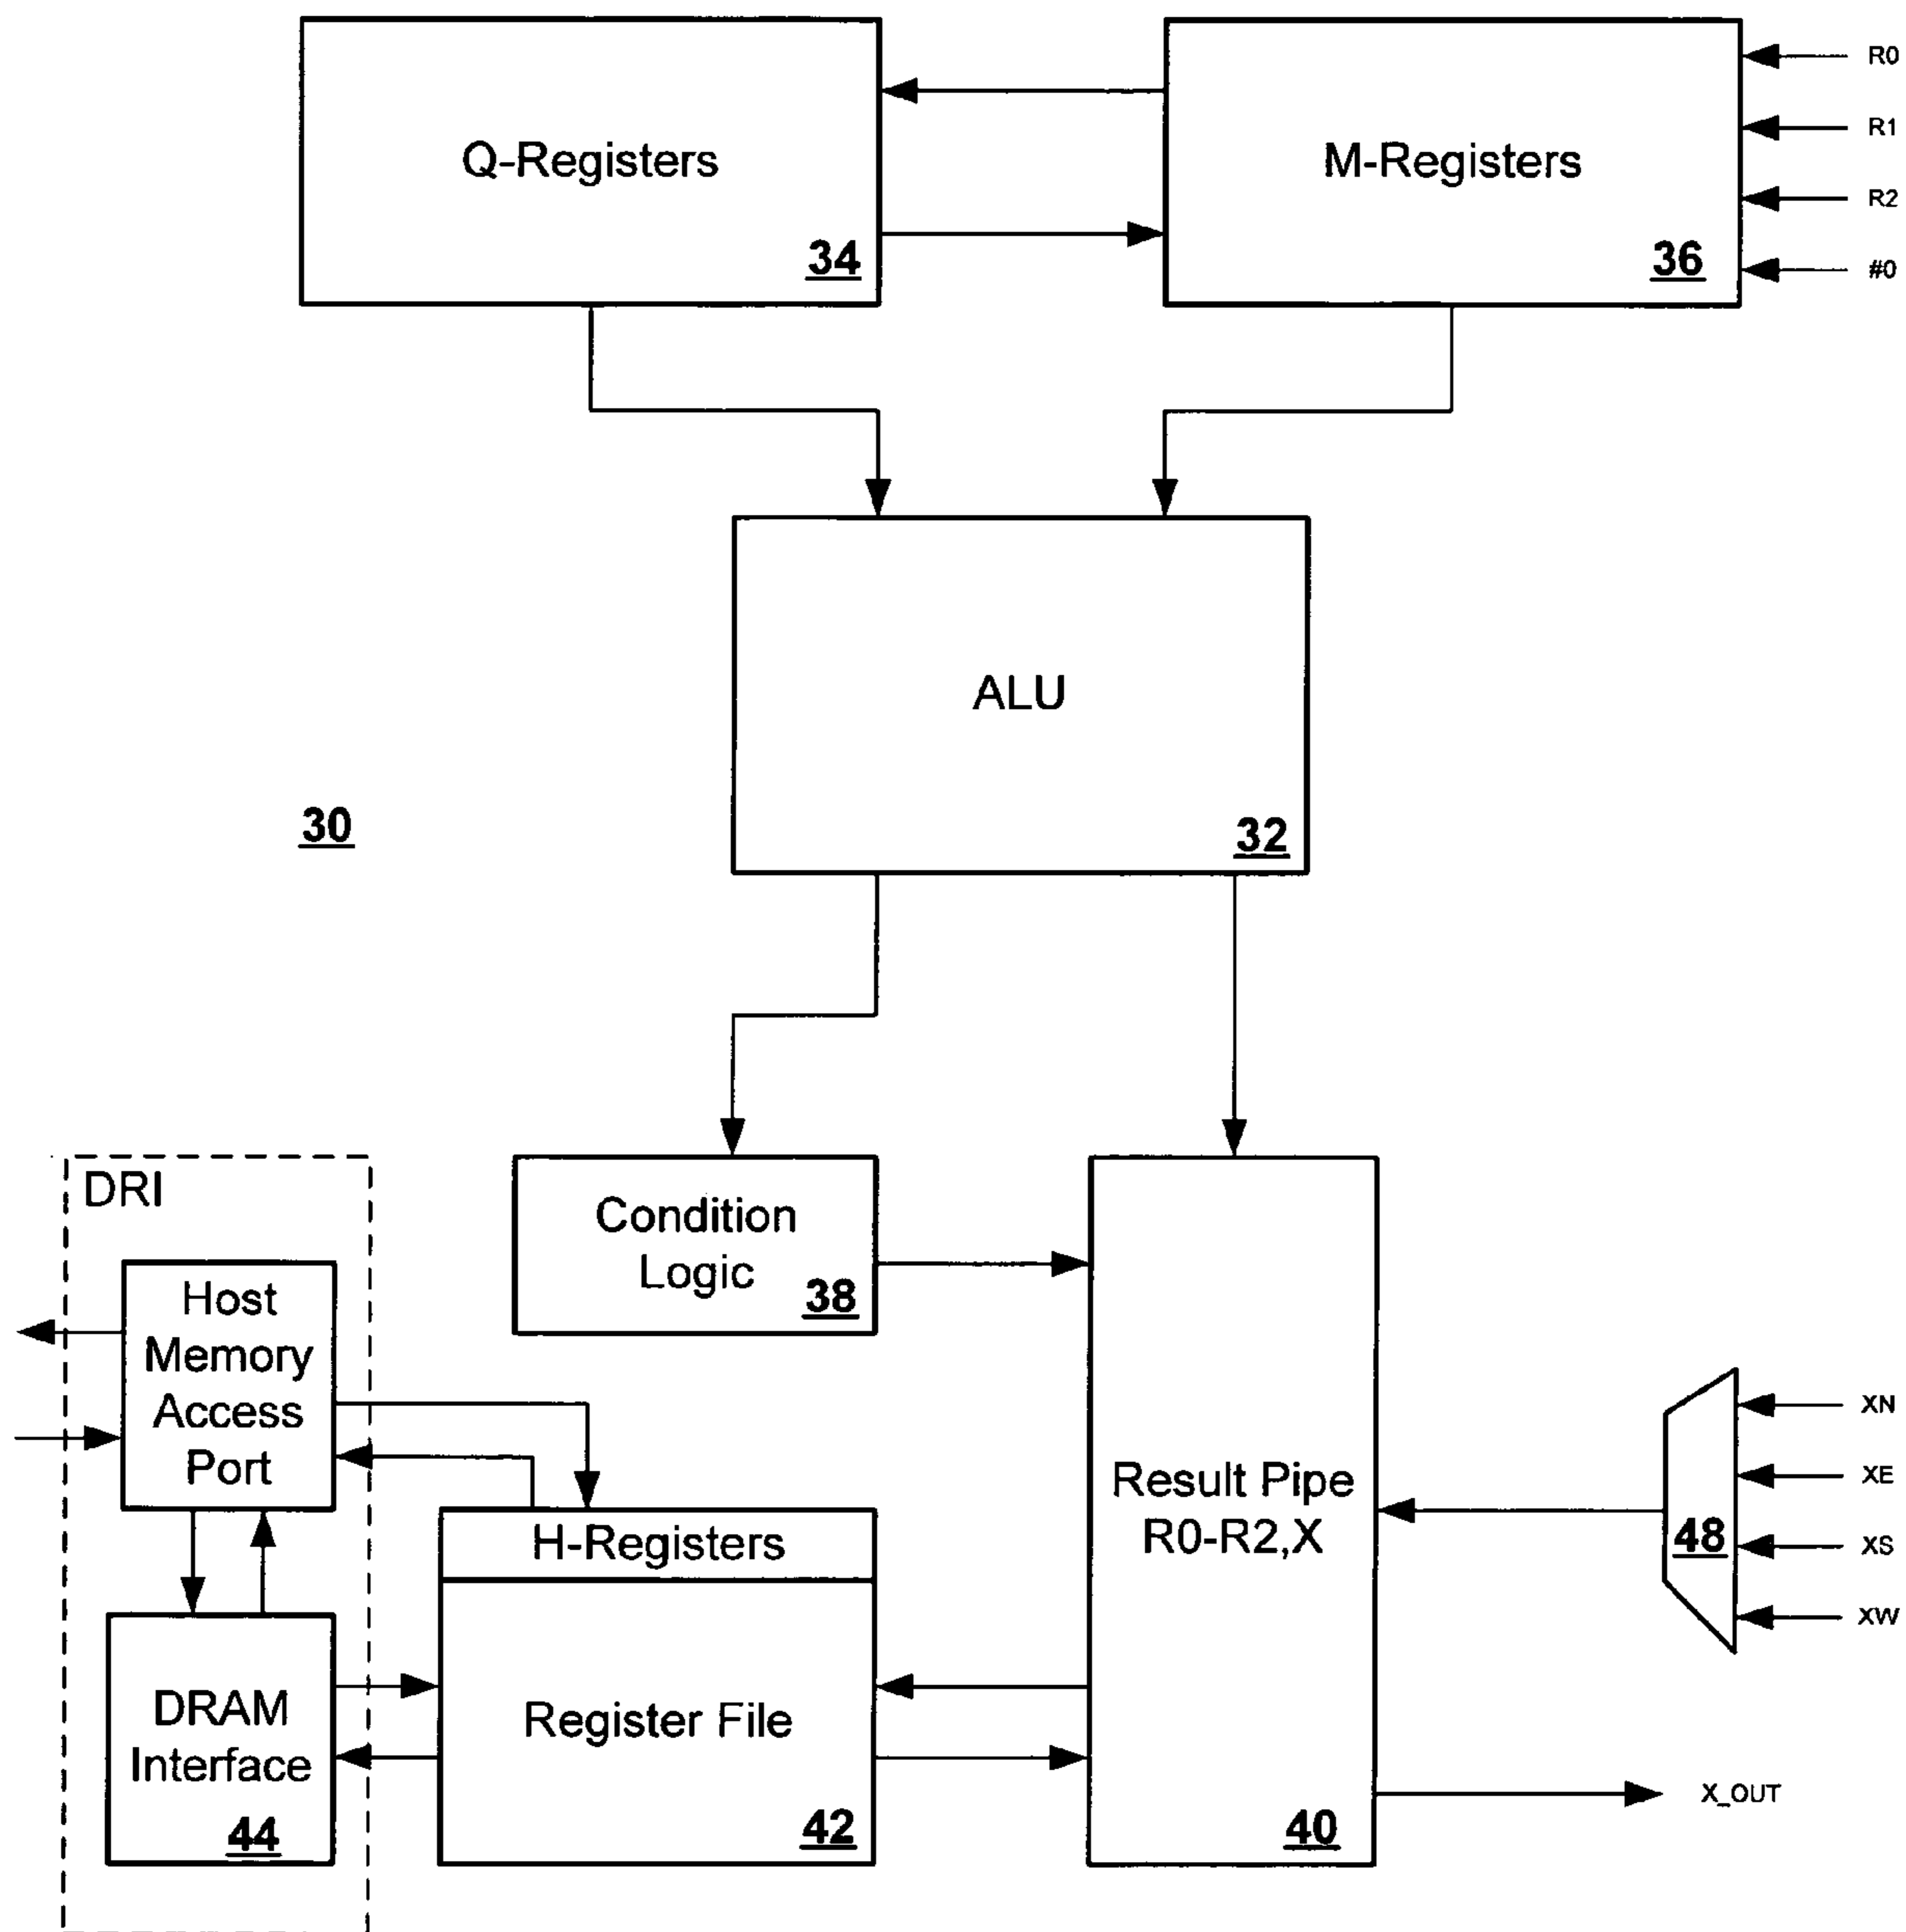 R0
Q-Registers
M-Registers
R1
R2
34
36
#0
ALU
30
32
DRI
Condition
Logic
38
Host
Memory
Access
Port
XN
XE
Result Pipe
R0-R2,X
48
XS
H-Registers
XW
DRAM
Interface
44
Register File
42
40
X_OUT